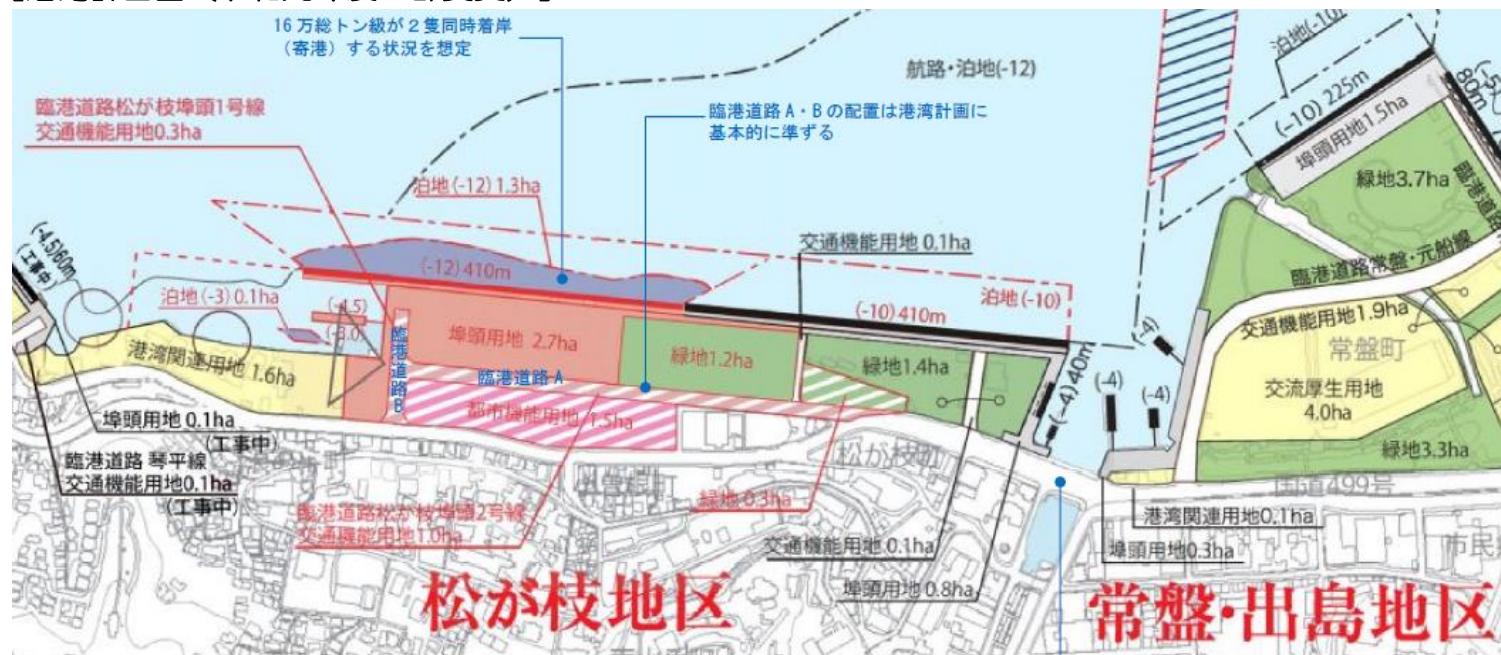 16万総トン級が2隻同時着岸
（寄港）する状況を想定
臨港道路松が枝埠頭1号線
交通機能用地0.3ha
航路・泊地(-12)
臨港道路A・Bの配置は港湾計画に
基本的に準ずる
泊地(-10)
(-10) 225m
埠頭用地1.5ha
80m
緑地3.7ha
泊地(-12) 1.3ha
交通機能用地 0.1ha
(-4.5)60m
(工事中)
(-12) 410m
泊地(-3) 0.1ha
(-4.5)
(-3.0)
(-10) 410m
泊地(-10)
臨港道路常盤・元船線
交通機能用地1.9ha
常盤町
交流厚生用地
4.0ha
緑地3.3ha
港湾関連用地 1.6ha
臨港道路B
埠頭用地 2.7ha
緑地1.2ha
緑地1.4ha
臨港道路A
都市機能用地 1.5ha
(-4) 40m
(-4)
(-4)
(-4)
埠頭用地 0.1ha
(工事中)
臨港道路 琴平線
交通機能用地0.1ha
(工事中)
松が枝町
国道499号
臨港道路松が枝埠頭2号線
交通機能用地1.0ha
緑地 0.3ha
交通機能用地 0.1ha
埠頭用地 0.8ha
港湾関連用地0.1ha
埠頭用地0.3ha
松が枝地区
常盤・出島地区